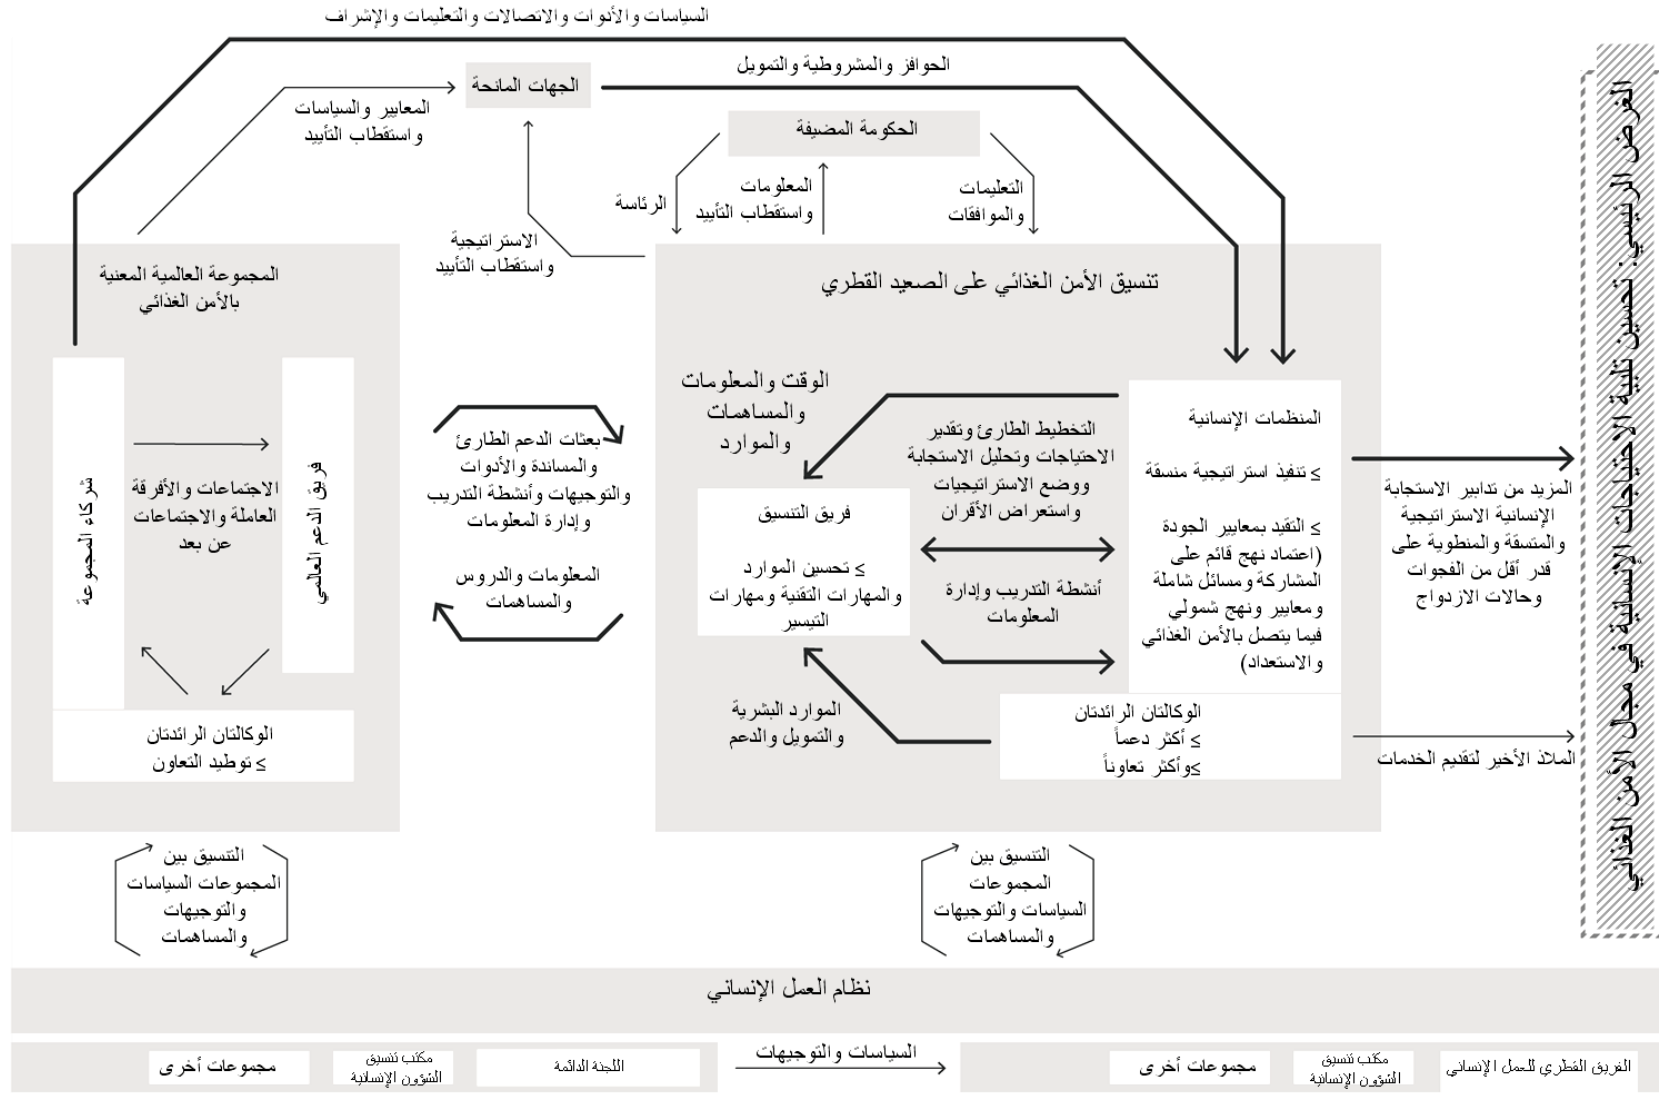 السياسات والأدوات والاتصالات والتعليمات والإشراف
الحوافز والمشروطية والتمويل
الجهات المانحة
المعايير والسياسات
واستقطاب التأييد
الحكومة المضيفة
التعليمات
والموافقات
المعلومات
واستقطاب التأييد
الرئاسة
الاستراتيجية
واستقطاب التأييد
الغرض الرئيسي: تحسين تلبية الاحتياجات الإنسانية في مجال الأمن الغذائي
تنسيق الأمن الغذائي على الصعيد القطري
المنظمات الإنسانية
≥ تنفيذ استراتيجية منسقة
≥ التقيد بمعايير الجودة
(اعتماد نهج قائم على
المشاركة ومسائل شاملة
ومعايير ونهج شمولي
فيما يتصل بالأمن الغذائي
والاستعداد)
الوقت والمعلومات
والمساهمات
والموارد
التخطيط الطارئ وتقدير
الاحتياجات وتحليل الاستجابة
ووضع الاستراتيجيات
واستعراض الأقران
أنشطة التدريب وإدارة
المعلومات
فريق التنسيق
≥ تحسين الموارد
والمهارات التقنية ومهارات
التيسير
الموارد البشرية
والتمويل والدعم
الوكالتان الرائدتان
≥ أكثر دعماً
≥وأكثر تعاوناً
المزيد من تدابير الاستجابة
الإنسانية الاستراتيجية
والمتسقة والمنطوية على
قدر أقل من الفجوات
وحالات الازدواج
الملاذ الأخير لتقديم الخدمات
بعثات الدعم الطارئ
والمساندة والأدوات
والتوجيهات وأنشطة التدريب
وإدارة المعلومات
المعلومات والدروس
والمساهمات
المجموعة العالمية المعنية
بالأمن الغذائي
فريق الدعم العالمي
الاجتماعات والأفرقة
العاملة والاجتماعات
عن بعد
شركاء المجموعة
الوكالتان الرائدتان
≥ توطيد التعاون
التنسيق بين
المجموعات
السياسات والتوجيهات
والمساهمات
التنسيق بين
المجموعات السياسات
والتوجيهات
والمساهمات
نظام العمل الإنساني
الفريق القطري للعمل الإنساني
مكتب تنسيق
الشؤون الإنسانية
مجموعات أخرى
السياسات والتوجيهات
اللجنة الدائمة
مكتب تنسيق
الشؤون الإنسانية
مجموعات أخرى